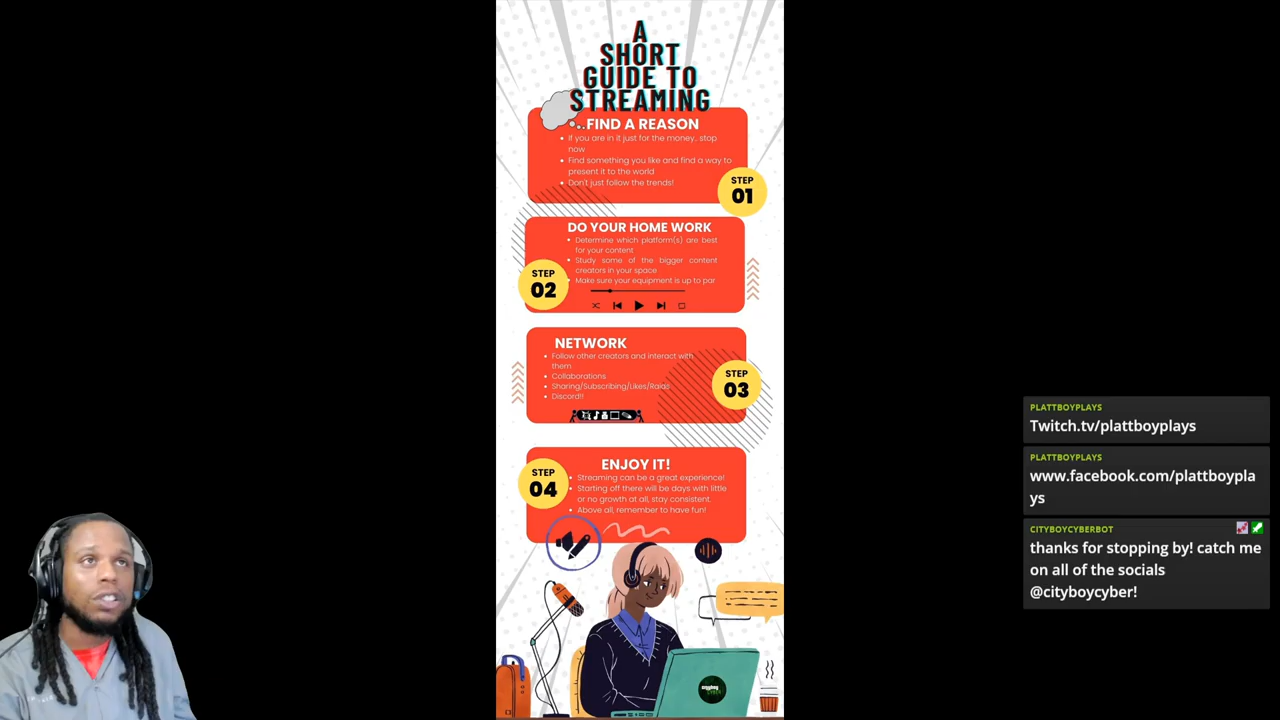 A
SHORT
GUIDE TO
STREAMING
...FIND A REASON
If you are in it just for the money.. stop
now
Find something you like and find a way to
present it to the world
Don't just follow the trends!
STEP
01
DO YOUR HOME WORK
Determine which platform(s) are best
for your content
Study some of the bigger content
creators in your space
Make sure your equipment is up to par
STEP
02
NETWORK
Follow other creators and interact with
them
Collaborations
Sharing/Subscribing/Likes/Raids
Discord!!
STEP
03
ENJOY IT!
Streaming can be a great experience!
Starting off there will be days with little
or no growth at all, stay consistent.
Above all, remember to have fun!
STEP
04
PLATTBOYPLAYS
Twitch.tv/plattboyplays
PLATTBOYPLAYS
www.facebook.com/plattboypla
ys
CITYBOYCYBERBOT
thanks for stopping by! catch me
on all of the socials
@cityboycyber!